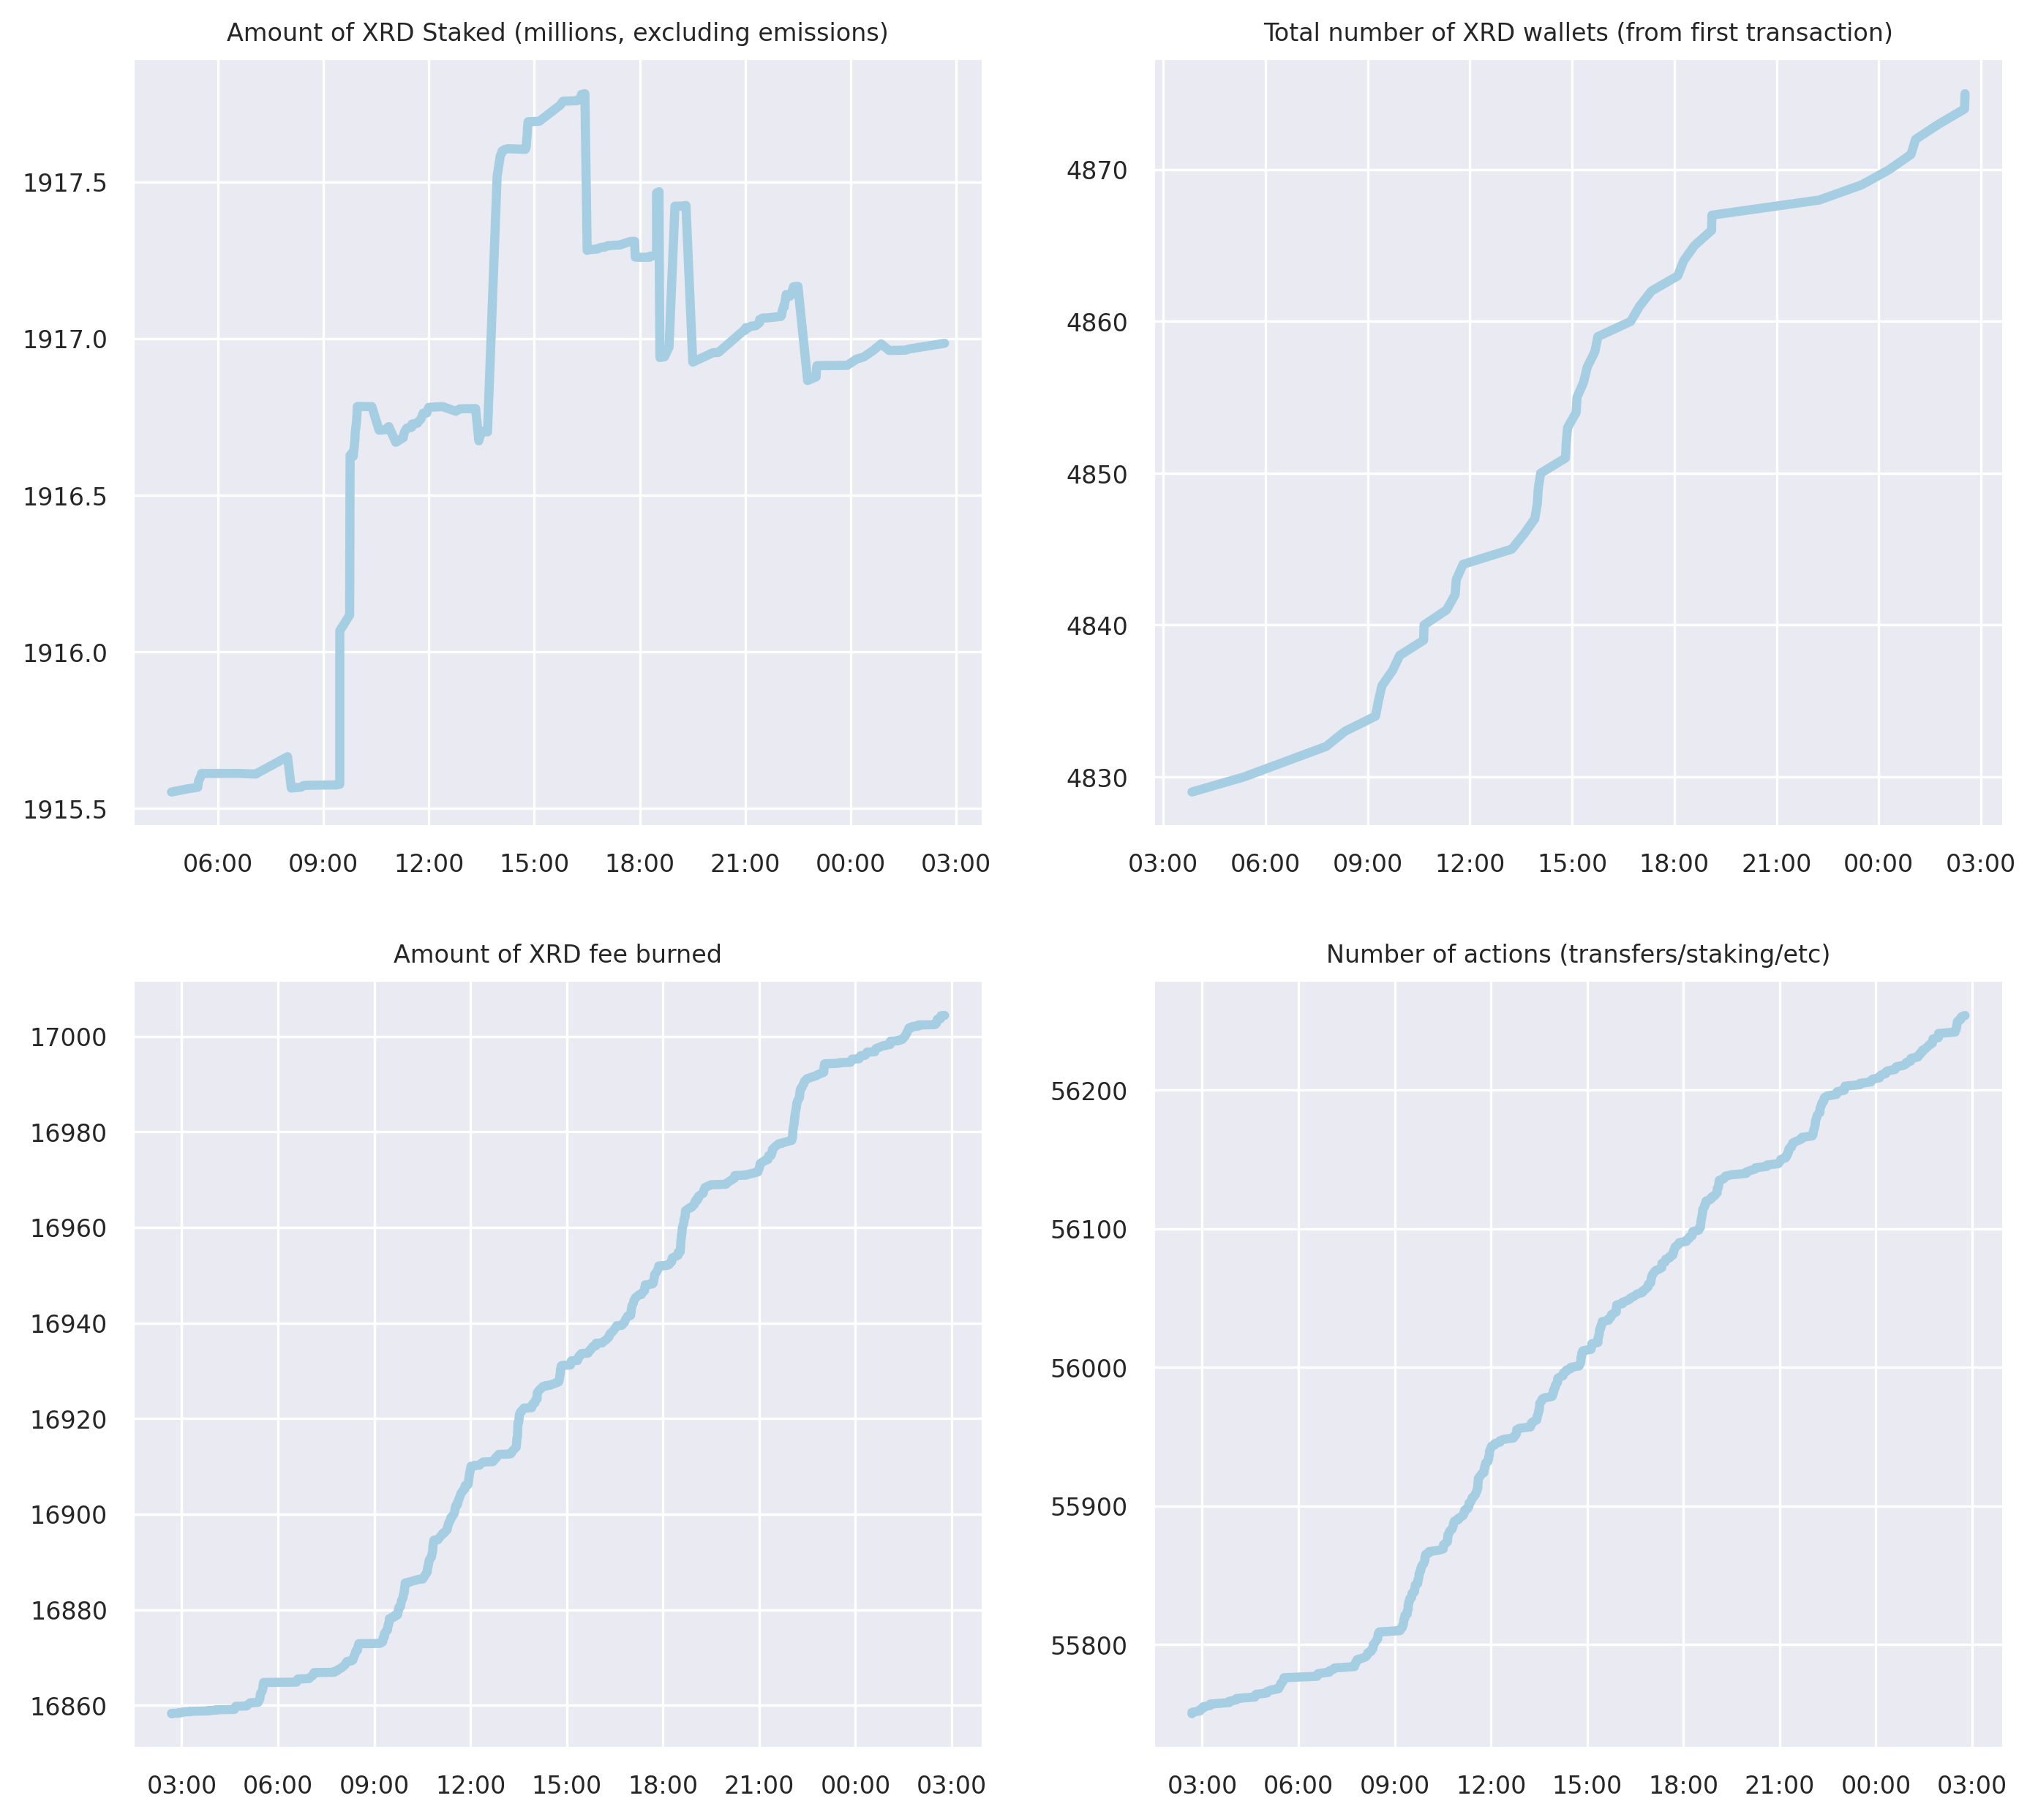 Amount of XRD Staked (millions, excluding emissions)
1917.5
1917.0
1916.5
1916.0
1915.5
06:00 09:00 12:00 15:00 18:00 21:00 00:00 03:00
Total number of XRD wallets (from first transaction)
4870
4860
4850
4840
4830
03:00 06:00 09:00 12:00 15:00 18:00 21:00 00:00 03:00
Amount of XRD fee burned
17000
16980
16960
16940
16920
16900
16880
16860
03:00 06:00 09:00 12:00 15:00 18:00 21:00 00:00 03:00
Number of actions (transfers/staking/etc)
56200
56100
56000
55900
55800
03:00 06:00 09:00 12:00 15:00 18:00 21:00 00:00 03:00